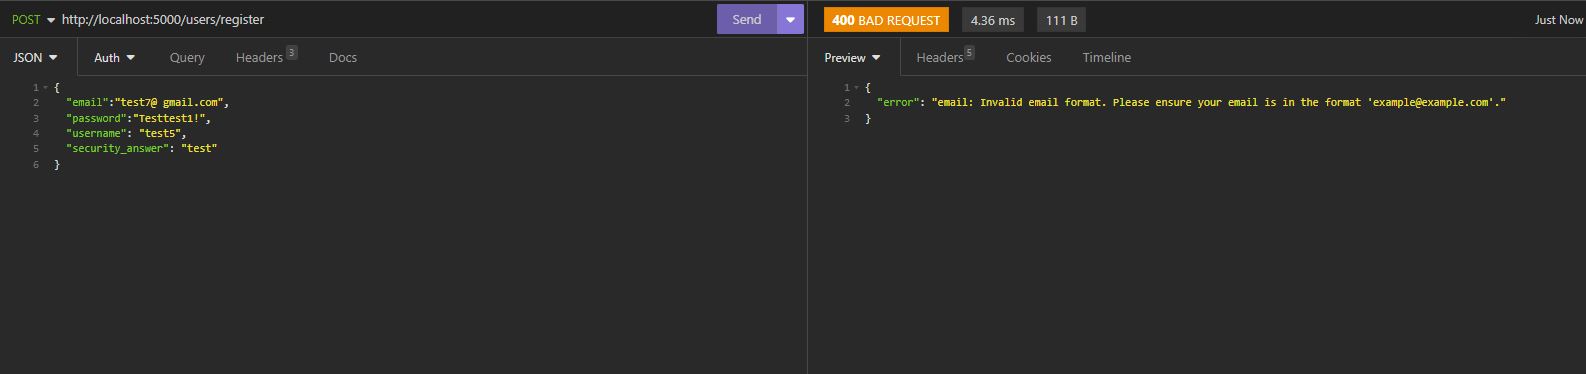 POST http://localhost:5000/users/register Send 400 BAD REQUEST 4.36 ms 111 B Just Now
JSON Auth Query Headers 3 Docs Preview Headers 5 Cookies Timeline
1 {
2 "email":"test7@ gmail.com",
3 "password":"Testtest1!",
4 "username": "test5",
5 "security_answer": "test"
6 }
1 {
2 "error": "email: Invalid email format. Please ensure your email is in the format 'example@example.com'."
3 }